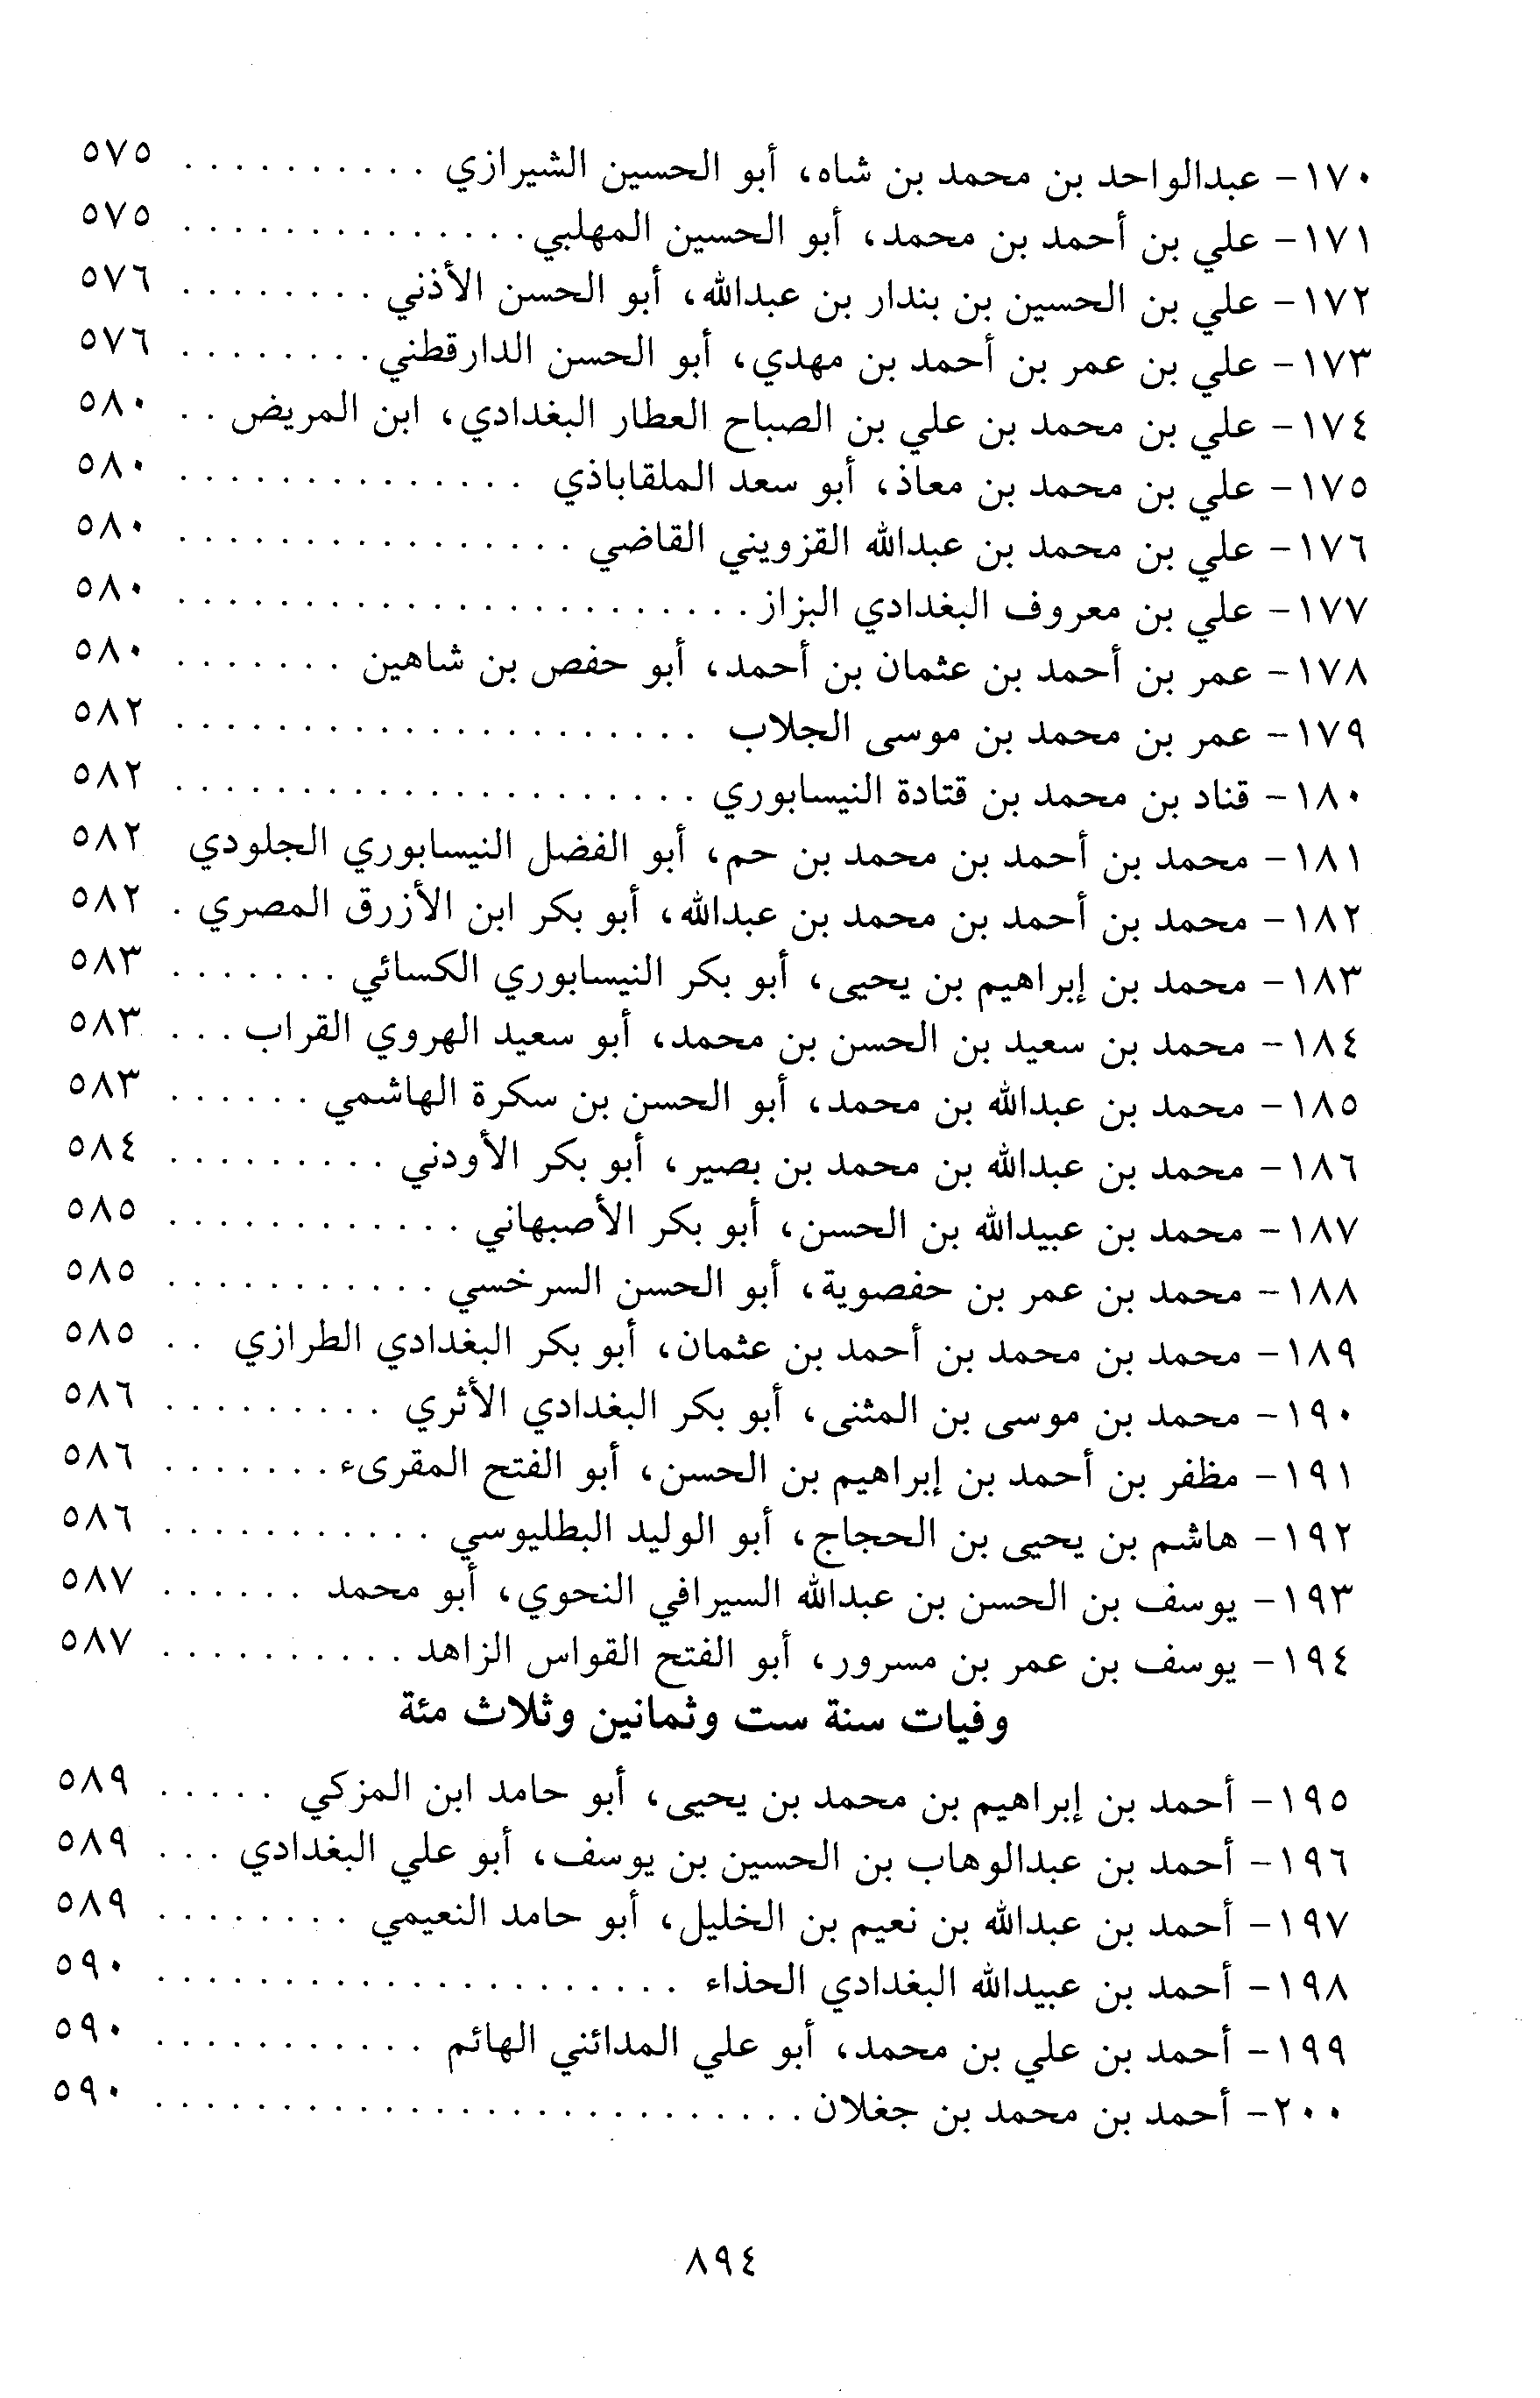 ١٧٠- عبدالواحد بن محمد بن شاه، أبو الحسين الشيرازي . . . . . . . . . . ٥٧٥
١٧١- علي بن أحمد بن محمد، أبو الحسين المهلبي . . . . . . . . . . . . . . ٥٧٥
١٧٢- علي بن الحسين بن بندار بن عبدالله، أبو الحسن الأذني . . . . . . . . ٥٧٦
١٧٣- علي بن عمر بن أحمد بن مهدي، أبو الحسن الدارقطني . . . . . . . . ٥٧٦
١٧٤- علي بن محمد بن علي بن الصباح العطار البغدادي، ابن المريض . . ٥٨٠
١٧٥- علي بن محمد بن معاذ، أبو سعد الملقاباذي . . . . . . . . . . . . . . ٥٨٠
١٧٦- علي بن محمد بن عبدالله القزويني القاضي . . . . . . . . . . . . . . . . ٥٨٠
١٧٧- علي بن معروف البغدادي البزاز . . . . . . . . . . . . . . . . . . . . . . . ٥٨٠
١٧٨- عمر بن أحمد بن عثمان بن أحمد، أبو حفص بن شاهين . . . . . . . ٥٨٠
١٧٩- عمر بن محمد بن موسى الجلاب . . . . . . . . . . . . . . . . . . . . . ٥٨٢
١٨٠- قناد بن محمد بن قتادة النيسابوري . . . . . . . . . . . . . . . . . . . . . ٥٨٢
١٨١- محمد بن أحمد بن محمد بن حم، أبو الفضل النيسابوري الجلودي ٥٨٢
١٨٢- محمد بن أحمد بن محمد بن عبدالله، أبو بكر ابن الأزرق المصري . ٥٨٢
١٨٣- محمد بن إبراهيم بن يحيى، أبو بكر النيسابوري الكسائي . . . . . . . ٥٨٣
١٨٤- محمد بن سعيد بن الحسن بن محمد، أبو سعيد الهروي القراب . . . ٥٨٣
١٨٥- محمد بن عبدالله بن محمد، أبو الحسن بن سكرة الهاشمي . . . . . . ٥٨٣
١٨٦- محمد بن عبدالله بن محمد بن بصير، أبو بكر الأودني . . . . . . . . . ٥٨٤
١٨٧- محمد بن عبيدالله بن الحسن، أبو بكر الأصبهاني . . . . . . . . . . . . ٥٨٥
١٨٨- محمد بن عمر بن حفصوية، أبو الحسن السرخسي . . . . . . . . . . . ٥٨٥
١٨٩- محمد بن محمد بن أحمد بن عثمان، أبو بكر البغدادي الطرازي . . ٥٨٥
١٩٠- محمد بن موسى بن المثنى، أبو بكر البغدادي الأثري . . . . . . . . . ٥٨٦
١٩١- مظفر بن أحمد بن إبراهيم بن الحسن، أبو الفتح المقرىء . . . . . . . ٥٨٦
١٩٢- هاشم بن يحيى بن الحجاج، أبو الوليد البطليوسي . . . . . . . . . . . ٥٨٦
١٩٣- يوسف بن الحسن بن عبدالله السيرافي النحوي، أبو محمد . . . . . . ٥٨٧
١٩٤- يوسف بن عمر بن مسرور، أبو الفتح القواس الزاهد . . . . . . . . . . ٥٨٧
وفيات سنة ست وثمانين وثلاث مئة
١٩٥- أحمد بن إبراهيم بن محمد بن يحيى، أبو حامد ابن المزكي . . . . . ٥٨٩
١٩٦- أحمد بن عبدالوهاب بن الحسين بن يوسف، أبو علي البغدادي . . . ٥٨٩
١٩٧- أحمد بن عبدالله بن نعيم بن الخليل، أبو حامد النعيمي . . . . . . . . ٥٨٩
١٩٨- أحمد بن عبيدالله البغدادي الحذاء . . . . . . . . . . . . . . . . . . . . . ٥٩٠
١٩٩- أحمد بن علي بن محمد، أبو علي المدائني الهائم . . . . . . . . . . . ٥٩٠
٢٠٠- أحمد بن محمد بن جغلان . . . . . . . . . . . . . . . . . . . . . . . . . . ٥٩٠
٨٩٤